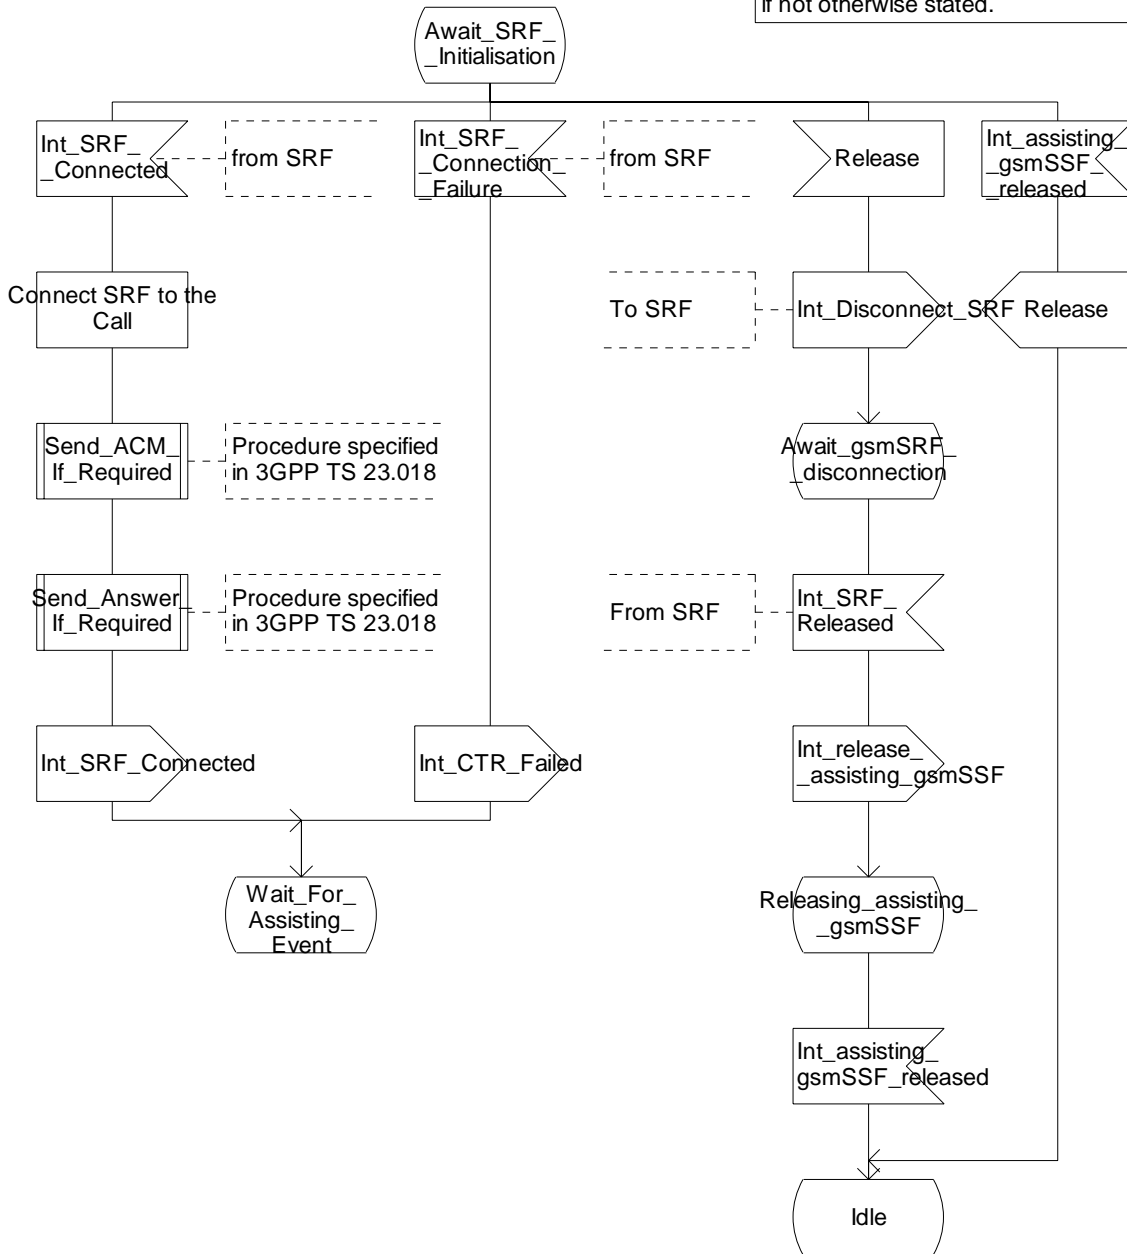 if not otherwise stated.
Await_SRF_
_Initialisation
Int_SRF_
_Connected
from SRF
Int_SRF_
_Connection_
_Failure
from SRF
Release
Int_assisting_
_gsmSSF_
_released
Connect SRF to the
Call
To SRF
Int_Disconnect_SRF
Release
Send_ACM_
If_Required
Procedure specified
in 3GPP TS 23.018
Await_gsmSRF_
_disconnection
Send_Answer_
If_Required
Procedure specified
in 3GPP TS 23.018
From SRF
Int_SRF_
Released
Int_SRF_Connected
Int_CTR_Failed
Int_release_
_assisting_gsmSSF
Wait_For_
Assisting_
Event
Releasing_assisting_
_gsmSSF
Int_assisting_
gsmSSF_released
Idle